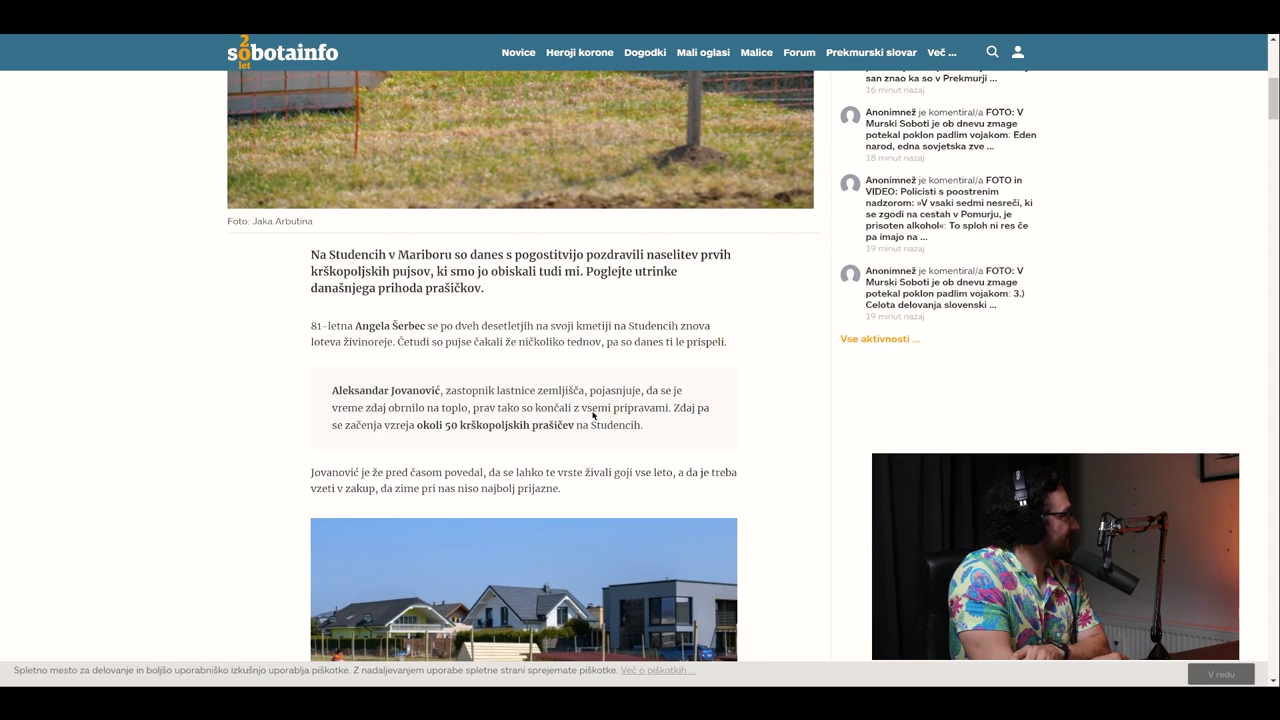 20 let
sobotainfo
Novice Heroji korone Dogodki Mali oglasi Malice Forum Prekmurski slovar Več ...
Foto: Jaka Arbutina
Na Studencih v Mariboru so danes s pogostitvijo pozdravili naselitev prvih
krškopoljskih pujsov, ki smo jo obiskali tudi mi. Poglejte utrinke
današnjega prihoda prašičkov.
81-letna Angela Šerbec se po dveh desetletjih na svoji kmetiji na Studencih znova
loteva živinoreje. Četudi so pujse čakali že ničkoliko tednov, pa so danes ti le prispeli.
Aleksandar Jovanović, zastopnik lastnice zemljišča, pojasnjuje, da se je
vreme zdaj obrnilo na toplo, prav tako so končali z vsemi pripravami. Zdaj pa
se začenja vzreja okoli 50 krškopoljskih prašičev na Studencih.
Jovanović je že pred časom povedal, da se lahko te vrste živali goji vse leto, a da je treba
vzeti v zakup, da zime pri nas niso najbolj prijazne.
san znao ka so v Prekmurji ...
16 minut nazaj
Anonimnež je komentiral/a FOTO: V
Murski Soboti je ob dnevu zmage
potekal poklon padlim vojakom: Eden
narod, edna sovjetska zve ...
18 minut nazaj
Anonimnež je komentiral/a FOTO in
VIDEO: Policisti s poostrenim
nadzorom: »V vsaki sedmi nesreči, ki
se zgodi na cestah v Pomurju, je
prisoten alkohol«: To sploh ni res če
pa imajo na ...
19 minut nazaj
Anonimnež je komentiral/a FOTO: V
Murski Soboti je ob dnevu zmage
potekal poklon padlim vojakom: 3.)
Celota delovanja slovenski ...
19 minut nazaj
Vse aktivnosti ...
Spletno mesto za delovanje in boljšo uporabniško izkušnjo uporablja piškotke. Z nadaljevanjem uporabe spletne strani sprejemate piškotke. Več o piškotkih ...
V redu